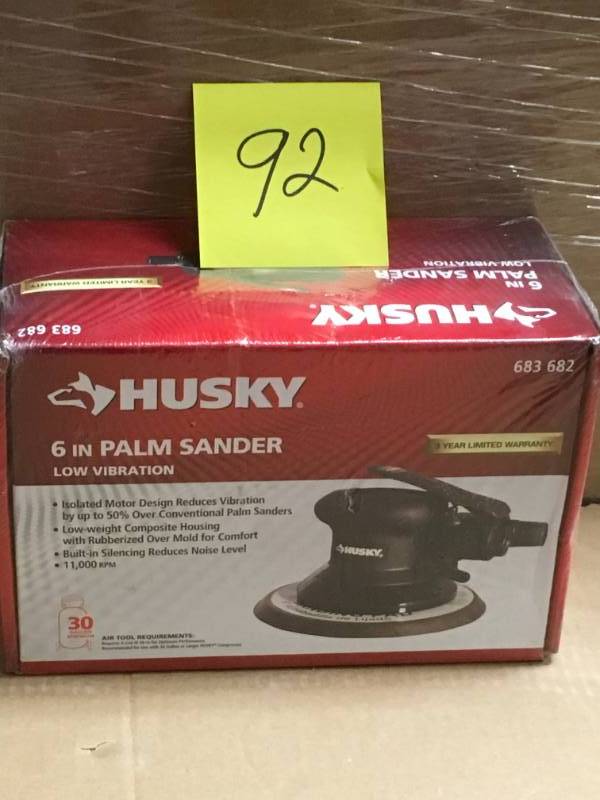 92
6 IN
PALM SANDER
LOW VIBRATION
HUSKY.
3 YEAR LIMITED WARRANTY
683 682
683 682
HUSKY.
6 IN PALM SANDER
LOW VIBRATION
3 YEAR LIMITED WARRANTY
• Isolated Motor Design Reduces Vibration
by up to 50% Over Conventional Palm Sanders
• Low-weight Composite Housing
with Rubberized Over Mold for Comfort
• Built-in Silencing Reduces Noise Level
• 11,000 RPM
HUSKY.
30
GALLON
AIR TOOL REQUIREMENTS: